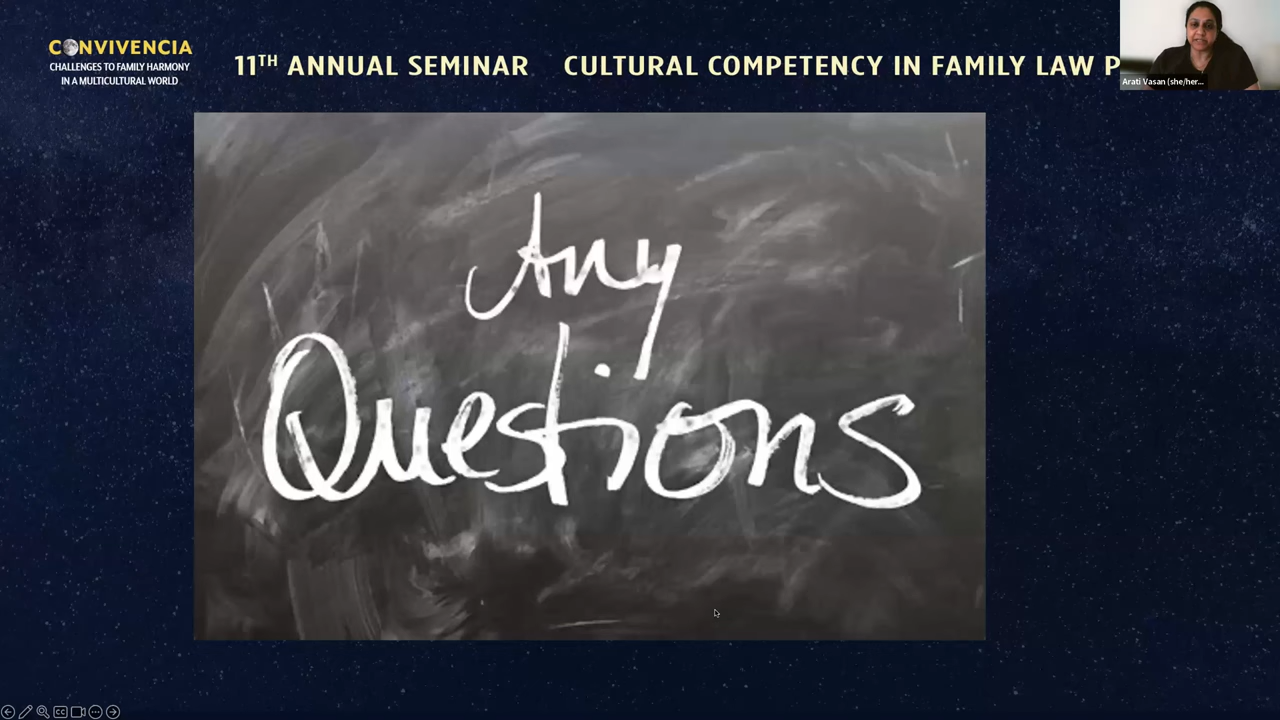 CONVIVENCIA
CHALLENGES TO FAMILY HARMONY
IN A MULTICULTURAL WORLD
11TH ANNUAL SEMINAR CULTURAL COMPETENCY IN FAMILY LAW P
Arati Vasan (she/her...
Any
Questions
CC